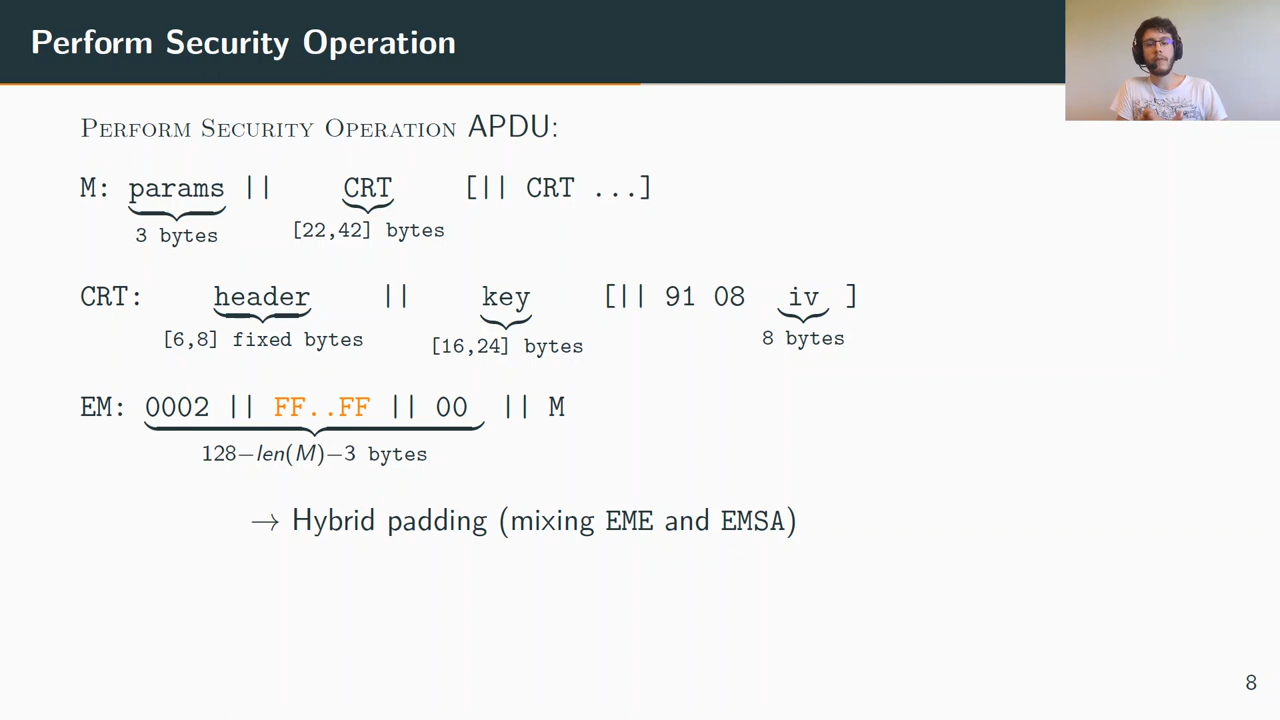 Perform Security Operation
Perform Security Operation APDU:
M: params || CRT [|| CRT ...]
3 bytes [22,42] bytes
CRT: header || key [|| 91 08 iv ]
[6,8] fixed bytes [16,24] bytes 8 bytes
EM: 0002 || FF..FF || 00 || M
128−len(M)−3 bytes
→ Hybrid padding (mixing EME and EMSA)
8